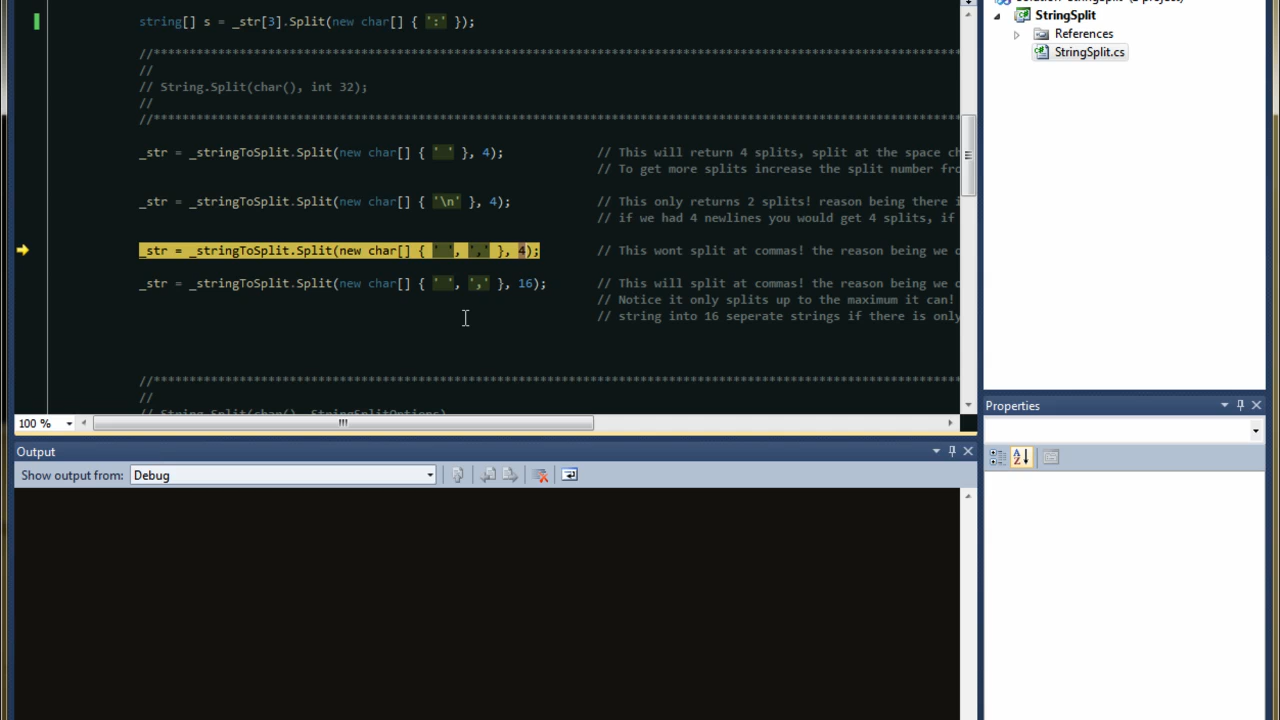 string[] s = _str[3].Split(new char[] { ':' });
//******************************************************************************************************************
//
// String.Split(char(), int 32);
//
//******************************************************************************************************************
_str = _stringToSplit.Split(new char[] { ' ' }, 4); // This will return 4 splits, split at the space ch
// To get more splits increase the split number fro
_str = _stringToSplit.Split(new char[] { '\n' }, 4); // This only returns 2 splits! reason being there i
// if we had 4 newlines you would get 4 splits, if
_str = _stringToSplit.Split(new char[] { ' ', ',' }, 4); // This wont split at commas! the reason being we o
_str = _stringToSplit.Split(new char[] { ' ', ',' }, 16); // This will split at commas! the reason being we o
// Notice it only splits up to the maximum it can!
// string into 16 seperate strings if there is only
//******************************************************************************************************************
//
// String.Split(char(), StringSplitOptions)
100 %
Output
Show output from: Debug
StringSplit
References
StringSplit.cs
Properties